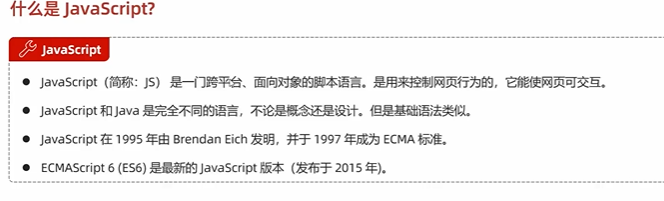 什么是 JavaScript?
JavaScript
● JavaScript（简称：JS） 是一门跨平台、面向对象的脚本语言。是用来控制网页行为的，它能使网页可交互。
● JavaScript 和 Java 是完全不同的语言，不论是概念还是设计。但是基础语法类似。
● JavaScript 在 1995 年由 Brendan Eich 发明，并于 1997 年成为 ECMA 标准。
● ECMAScript 6 (ES6) 是最新的 JavaScript 版本（发布于 2015 年)。